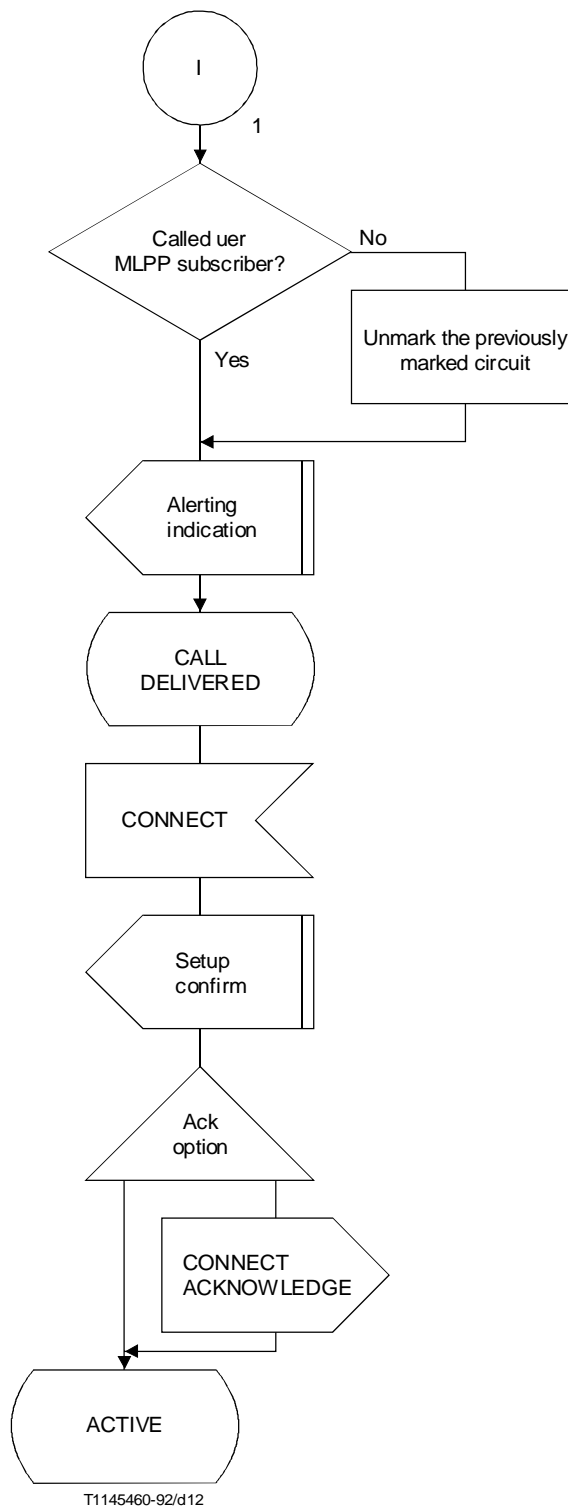 I
1
Called uer
MLPP subscriber?
No
Unmark the previously
marked circuit
Yes
Alerting
indication
CALL
DELIVERED
CONNECT
Setup
confirm
Ack
option
CONNECT
ACKNOWLEDGE
ACTIVE
T1145460-92/d12